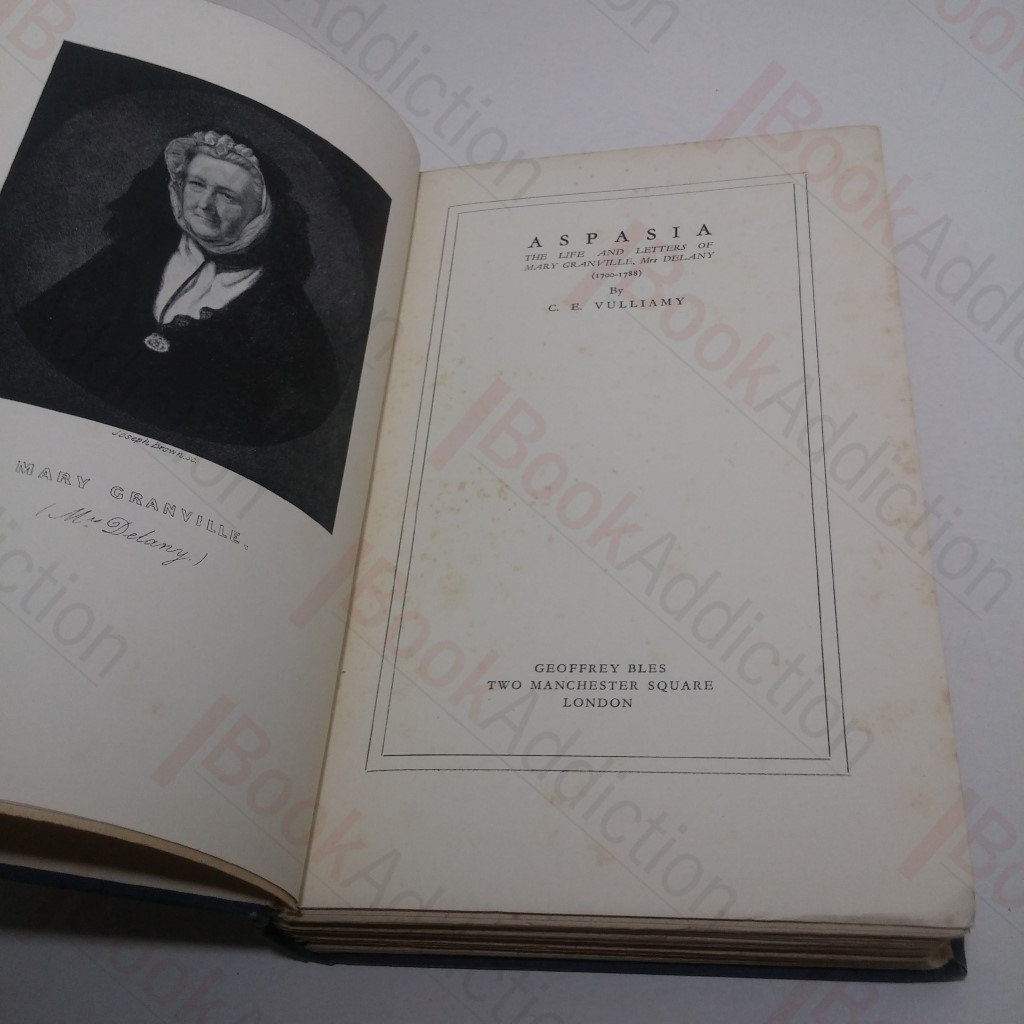 Joseph Brown. sc
MARY GRANVILLE,
(Mrs Delany.)
ASPASIA
THE LIFE AND LETTERS OF
MARY GRANVILLE, Mrs DELANY
(1700-1788)
By
C. E. VULLIAMY
GEOFFREY BLES
TWO MANCHESTER SQUARE
LONDON
BookAddiction